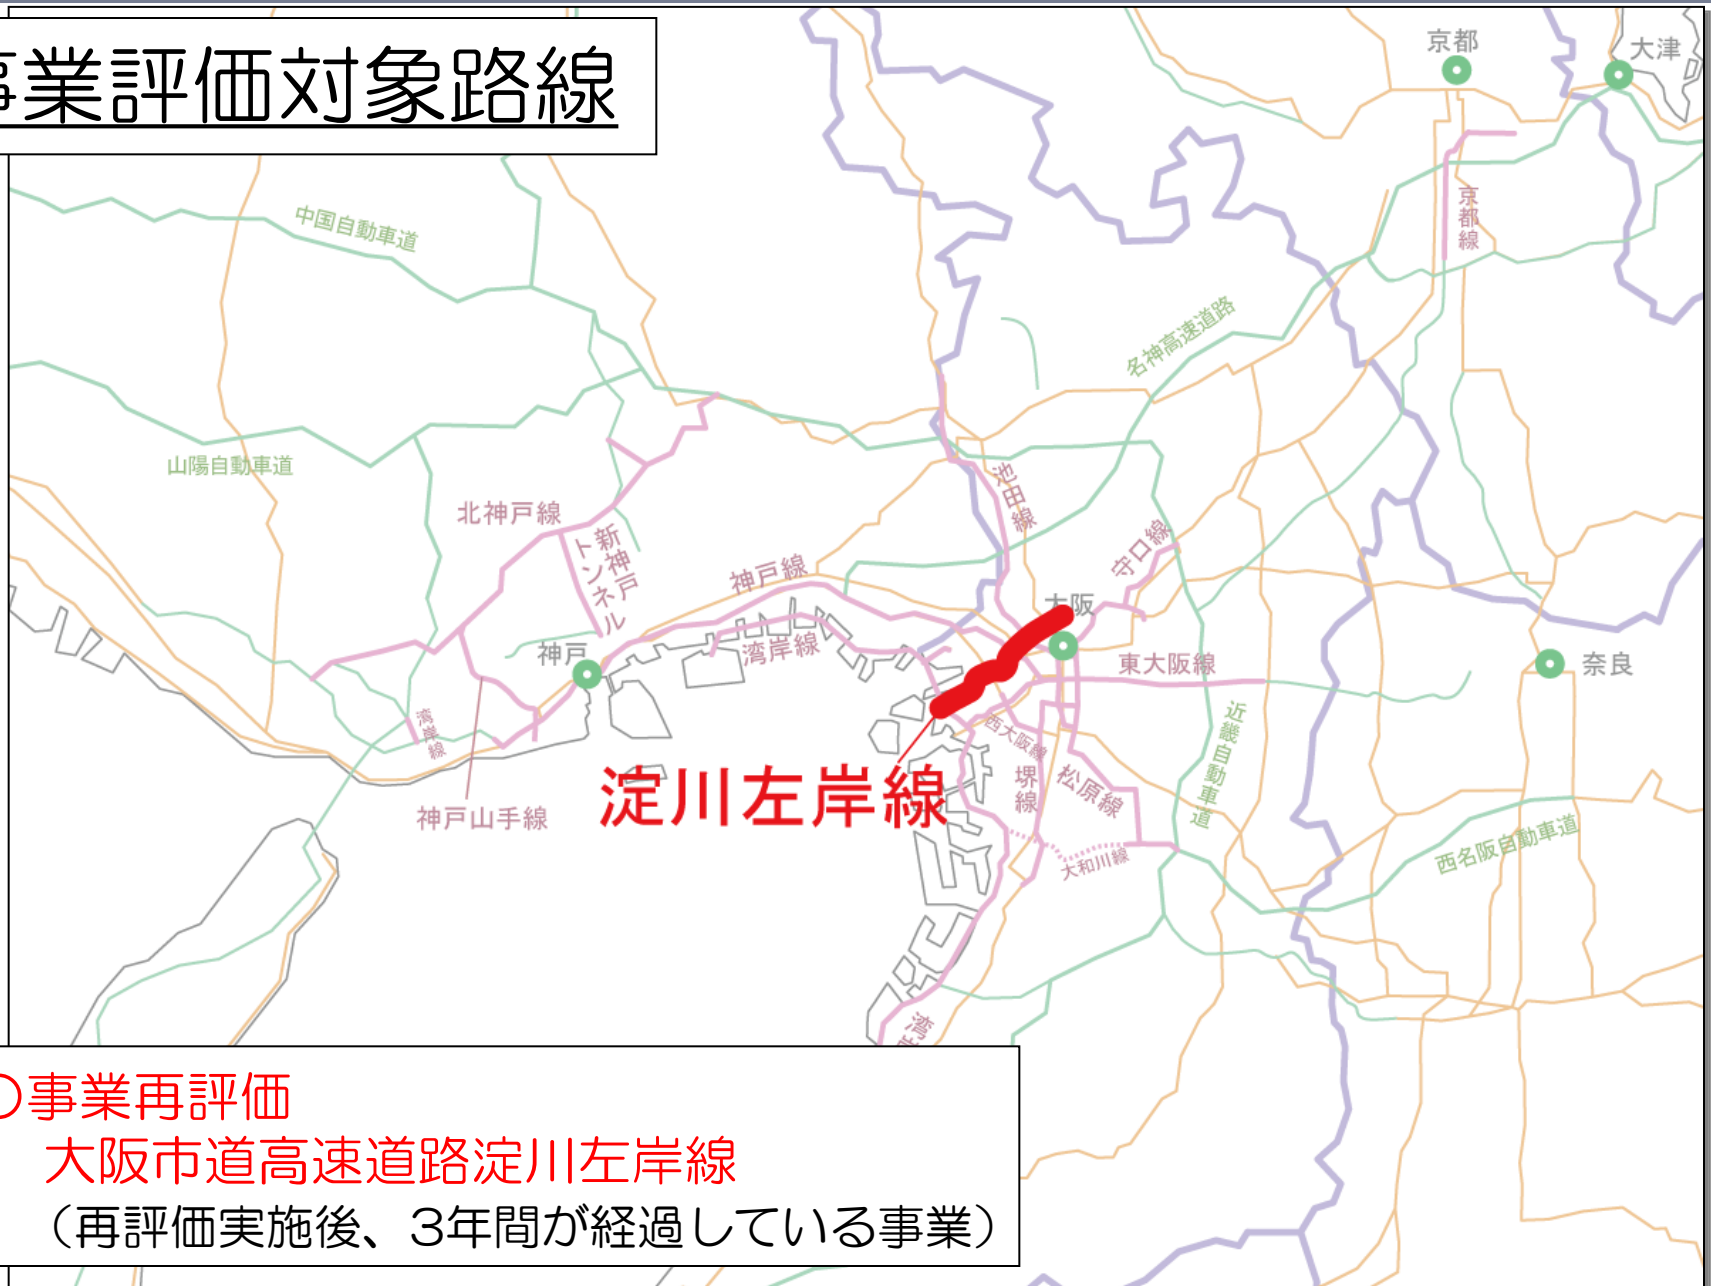 事業評価対象路線
京都
大津
中国自動車道
京都線
名神高速道路
山陽自動車道
北神戸線
池田線
新神戸
トンネル
神戸線
守口線
大阪
神戸
湾岸線
東大阪線
奈良
湾岸線
西大阪線
近畿自動車道
淀川左岸線
堺線
松原線
神戸山手線
大和川線
西名阪自動車道
湾
〇事業再評価
大阪市道高速道路淀川左岸線
（再評価実施後、3年間が経過している事業）